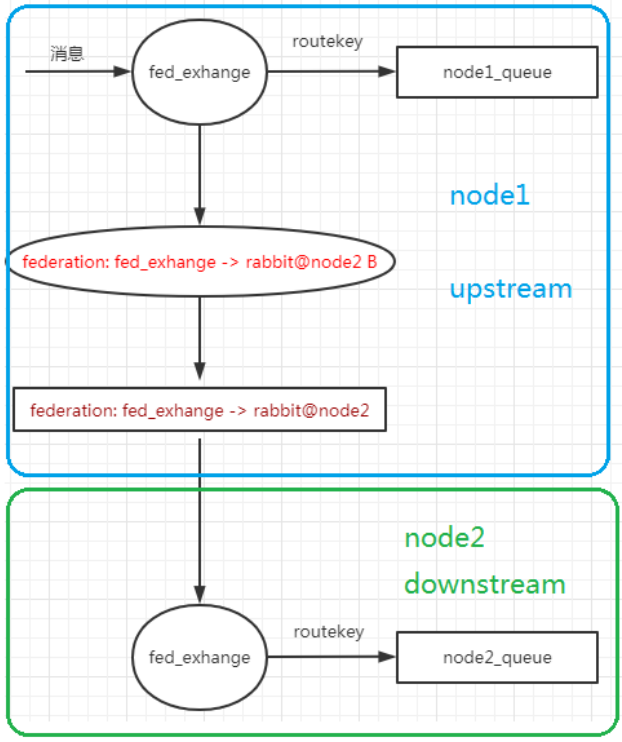 消息
fed_exhange
routekey
node1_queue
node1
federation: fed_exhange -> rabbit@node2 B
upstream
federation: fed_exhange -> rabbit@node2
node2
downstream
fed_exhange
routekey
node2_queue